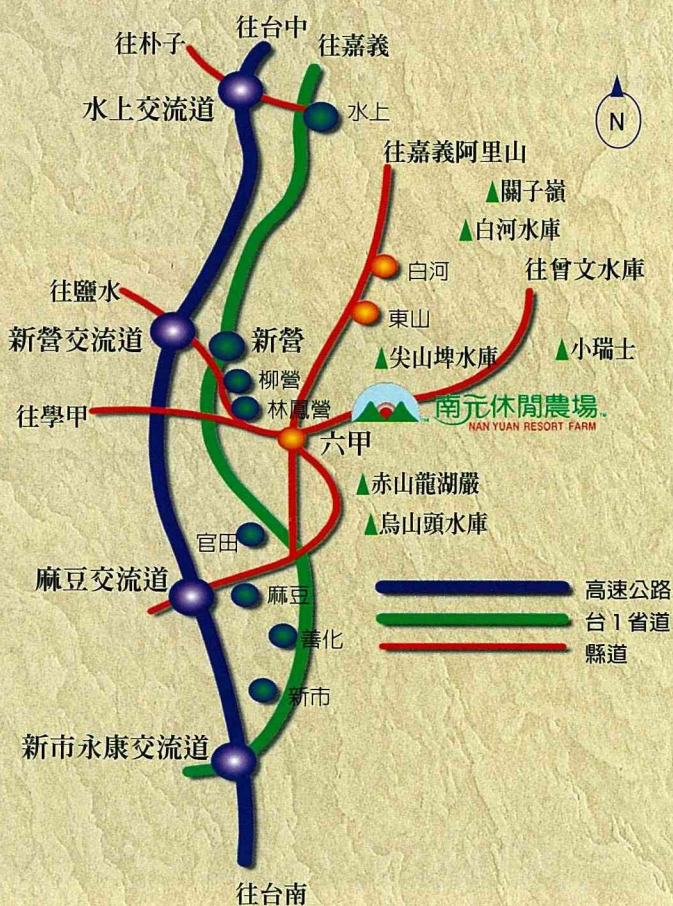 往台中
往朴子
往嘉義
水上交流道
水上
N
往嘉義阿里山
關子嶺
白河水庫
白河
往曾文水庫
往鹽水
東山
新營交流道
新營
尖山埤水庫
小瑞士
柳營
往學甲
林鳳營
南元休閒農場
NAN YUAN RESORT FARM
六甲
赤山龍湖嚴
烏山頭水庫
官田
麻豆交流道
麻豆
高速公路
台1省道
縣道
善化
新市
新市永康交流道
往台南